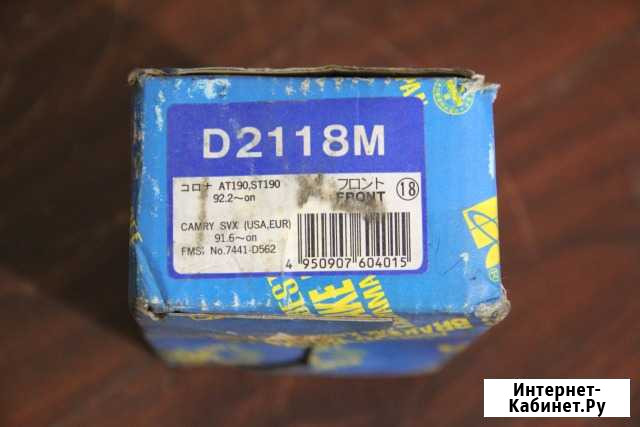 D2118M
コロナ AT190,ST190
92.2～on
フロント
FRONT
⑱
CAMRY SVX (USA,EUR)
91.6～on
FMSI No.7441-D562
4 950907 604015
Интернет-
Кабинет.Ру